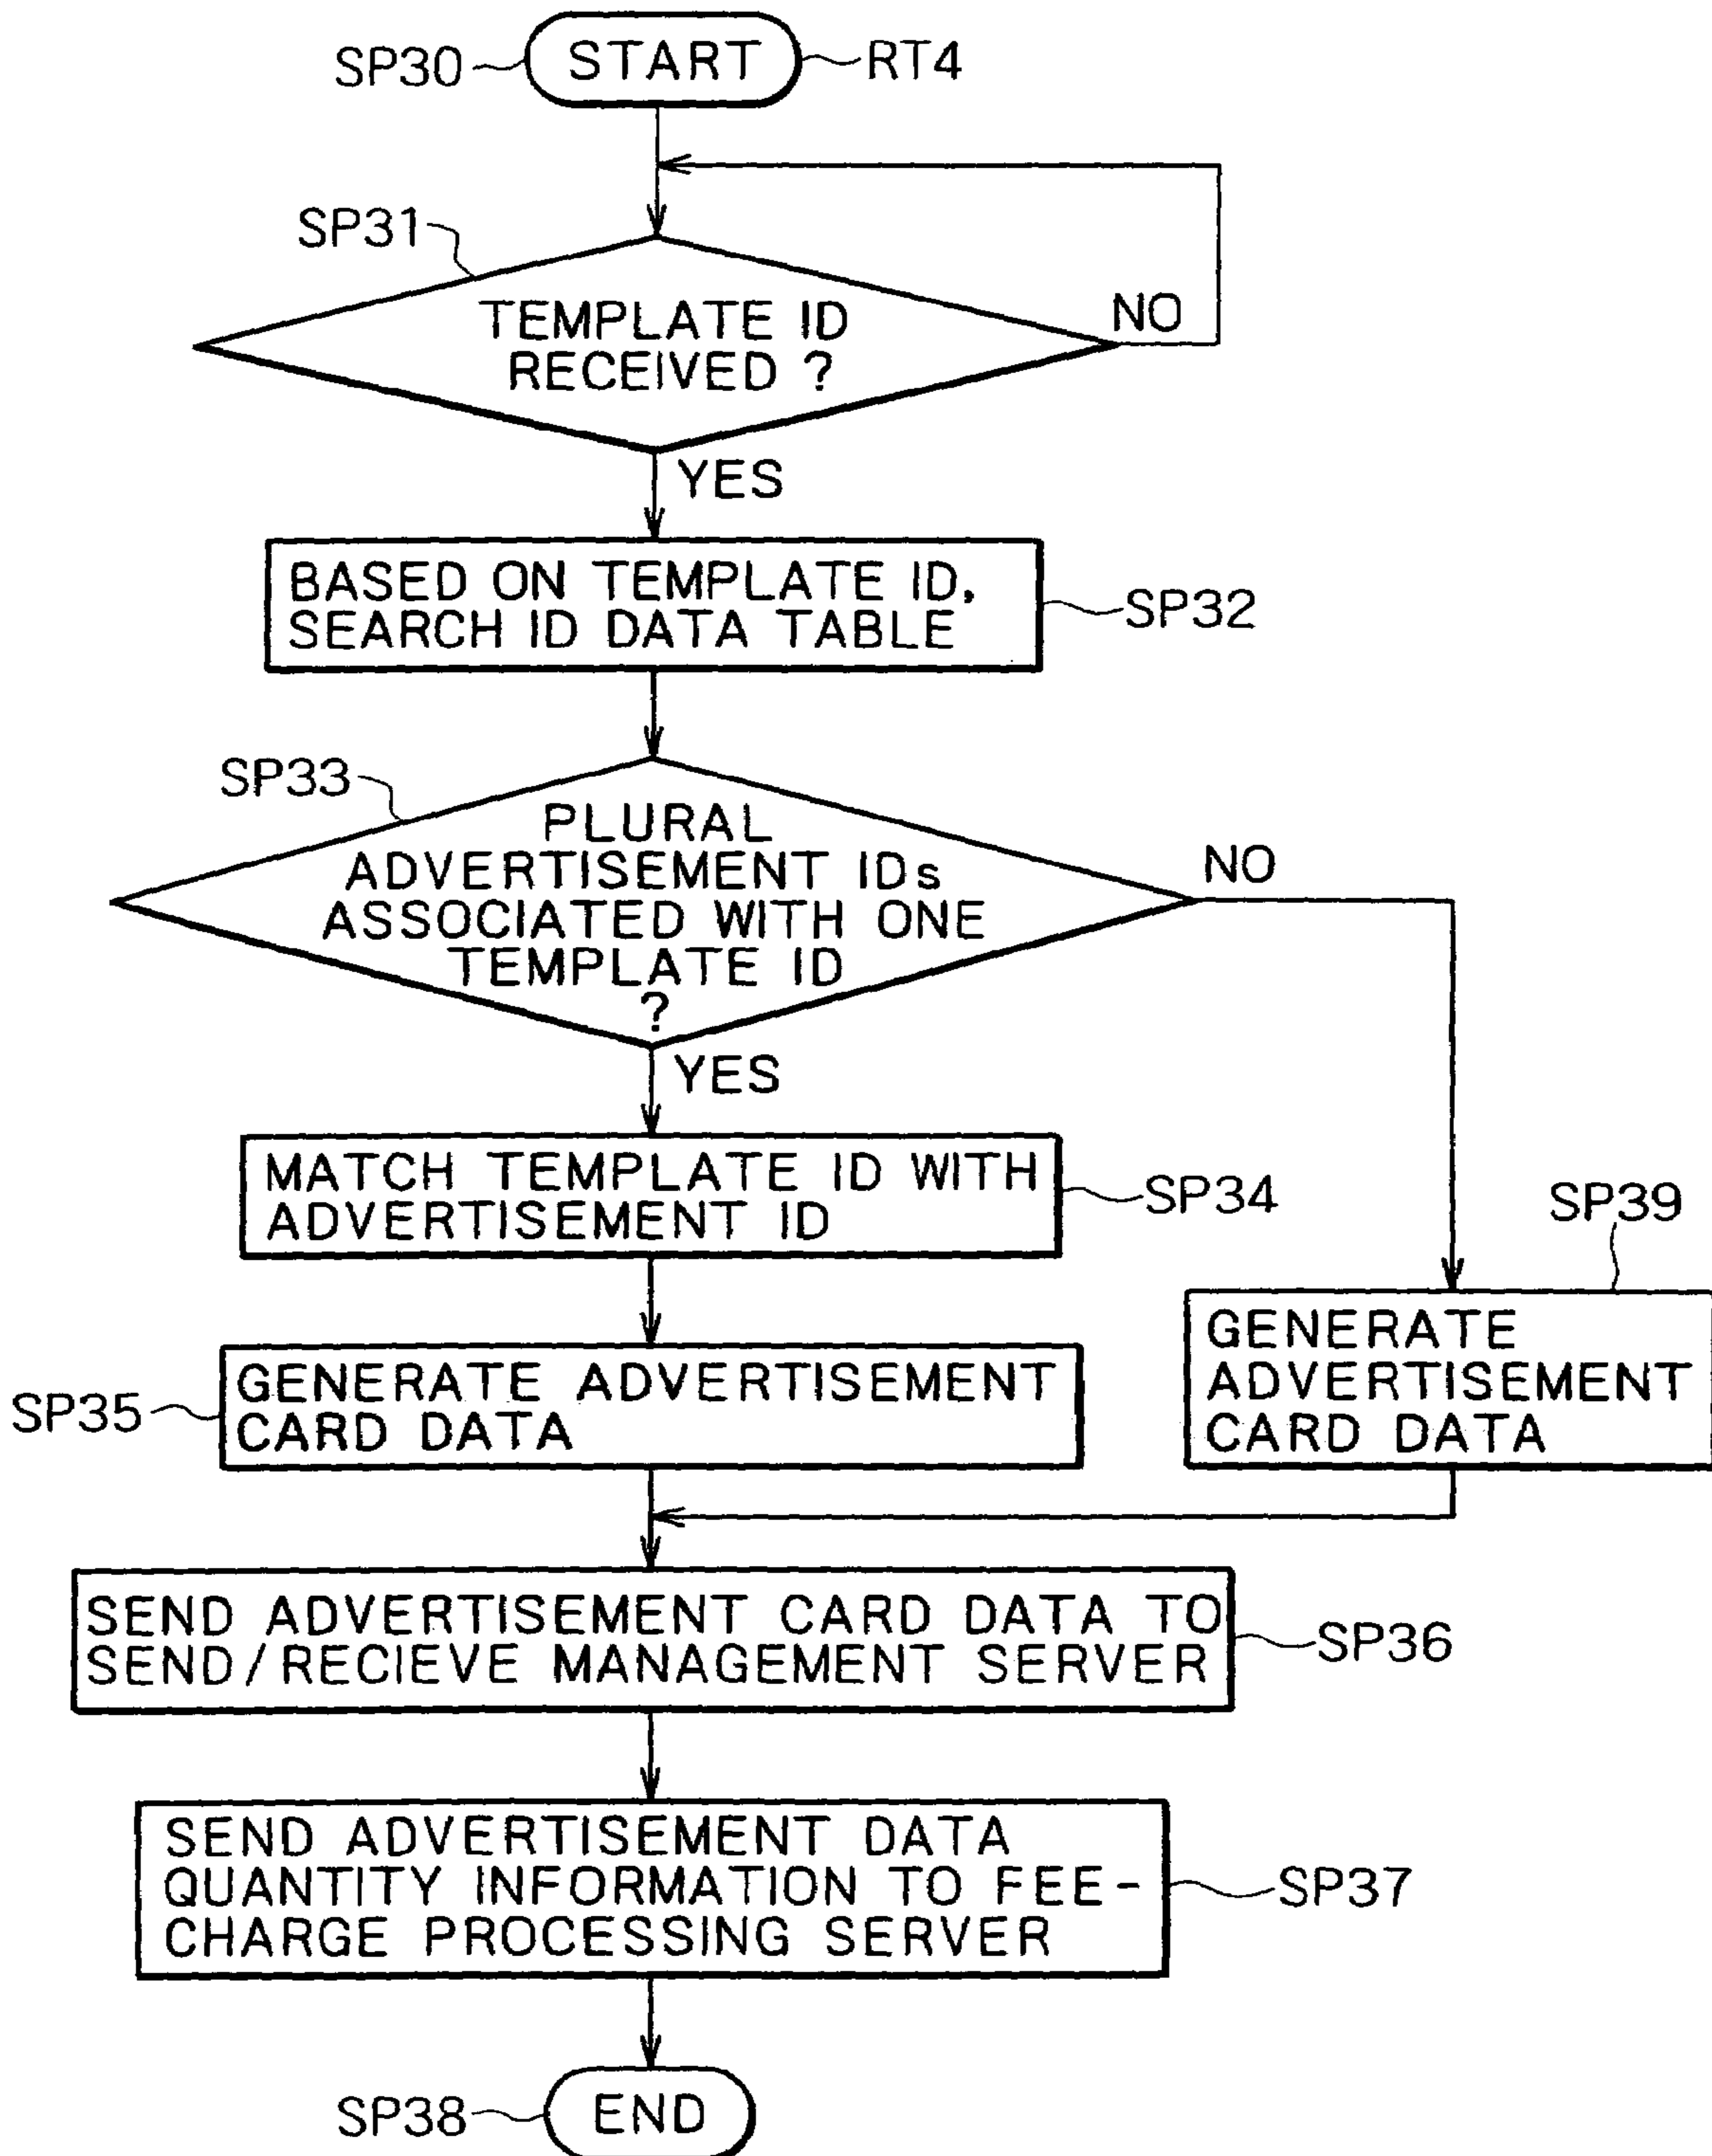 SP30
START
RT4
SP31
TEMPLATE ID
RECEIVED ?
NO
YES
BASED ON TEMPLATE ID,
SEARCH ID DATA TABLE
SP32
SP33
PLURAL
ADVERTISEMENT IDs
ASSOCIATED WITH ONE
TEMPLATE ID
?
NO
YES
MATCH TEMPLATE ID WITH
ADVERTISEMENT ID
SP34
SP39
GENERATE
ADVERTISEMENT
CARD DATA
SP35
GENERATE ADVERTISEMENT
CARD DATA
SEND ADVERTISEMENT CARD DATA TO
SEND/RECIEVE MANAGEMENT SERVER
SP36
SEND ADVERTISEMENT DATA
QUANTITY INFORMATION TO FEE-
CHARGE PROCESSING SERVER
SP37
SP38
END